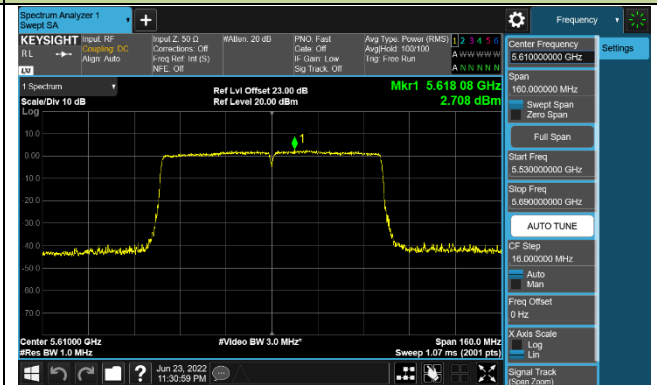 Spectrum Analyzer 1
Swept SA
Frequency
KEYSIGHT
RL
LXI
Input: RF
Coupling: DC
Align: Auto
Input Z: 50 Ω
Corrections: Off
Freq Ref: Int (S)
NFE: Off
#Atten: 20 dB
PNO: Fast
Gate: Off
IF Gain: Low
Sig Track: Off
Avg Type: Power (RMS)
Avg|Hold: 100/100
Trig: Free Run
1 2 3 4 5 6
A W W W W W
A N N N N N
1 Spectrum
Scale/Div 10 dB
Log
Ref Lvl Offset 23.00 dB
Ref Level 20.00 dBm
Mkr1 5.618 08 GHz
2.708 dBm
10.0
0.00
1
-10.0
-20.0
-30.0
-40.0
-50.0
-60.0
-70.0
Center 5.61000 GHz
#Res BW 1.0 MHz
#Video BW 3.0 MHz*
Span 160.0 MHz
Sweep 1.07 ms (2001 pts)
Jun 23, 2022
11:30:59 PM
Center Frequency
5.610000000 GHz
Settings
Span
160.000000 MHz
Swept Span
Zero Span
Full Span
Start Freq
5.530000000 GHz
Stop Freq
5.690000000 GHz
AUTO TUNE
CF Step
16.000000 MHz
Auto
Man
Freq Offset
0 Hz
X Axis Scale
Log
Lin
Signal Track
(Span Zoom)